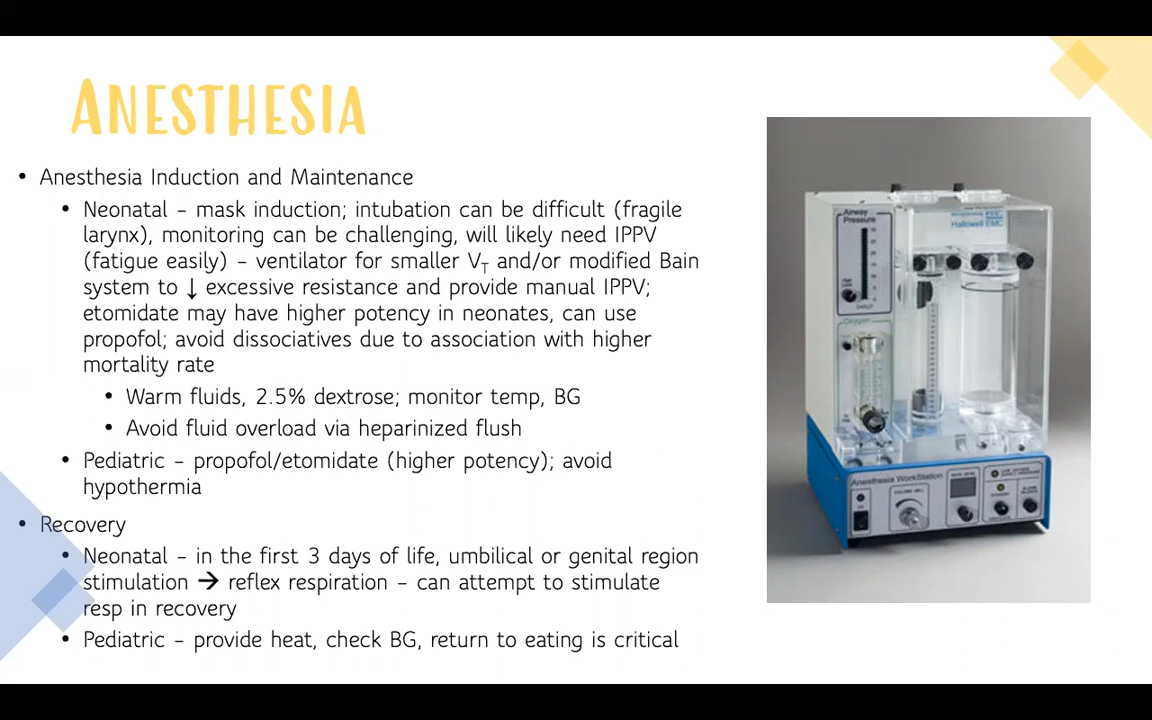 ANESTHESIA
• Anesthesia Induction and Maintenance
• Neonatal – mask induction; intubation can be difficult (fragile
larynx), monitoring can be challenging, will likely need IPPV
(fatigue easily) – ventilator for smaller VT and/or modified Bain
system to ↓ excessive resistance and provide manual IPPV;
etomidate may have higher potency in neonates, can use
propofol; avoid dissociatives due to association with higher
mortality rate
• Warm fluids, 2.5% dextrose; monitor temp, BG
• Avoid fluid overload via heparinized flush
• Pediatric – propofol/etomidate (higher potency); avoid
hypothermia
• Recovery
• Neonatal – in the first 3 days of life, umbilical or genital region
stimulation → reflex respiration – can attempt to stimulate
resp in recovery
• Pediatric – provide heat, check BG, return to eating is critical
Airway
Pressure
Oxygen
Hallowell EMC
Anesthesia WorkStation